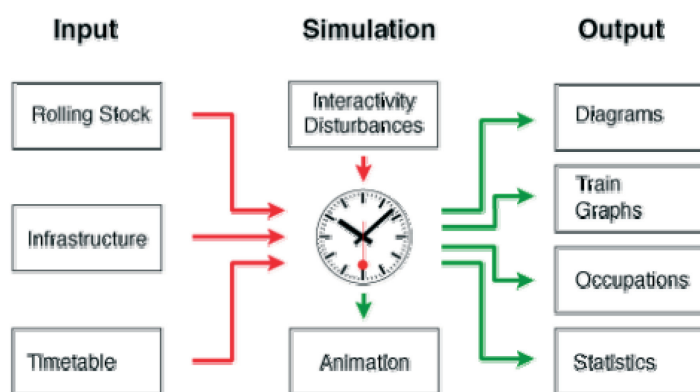 Input
Simulation
Output
Rolling Stock
Infrastructure
Timetable
Interactivity
Disturbances
Animation
Diagrams
Train
Graphs
Occupations
Statistics